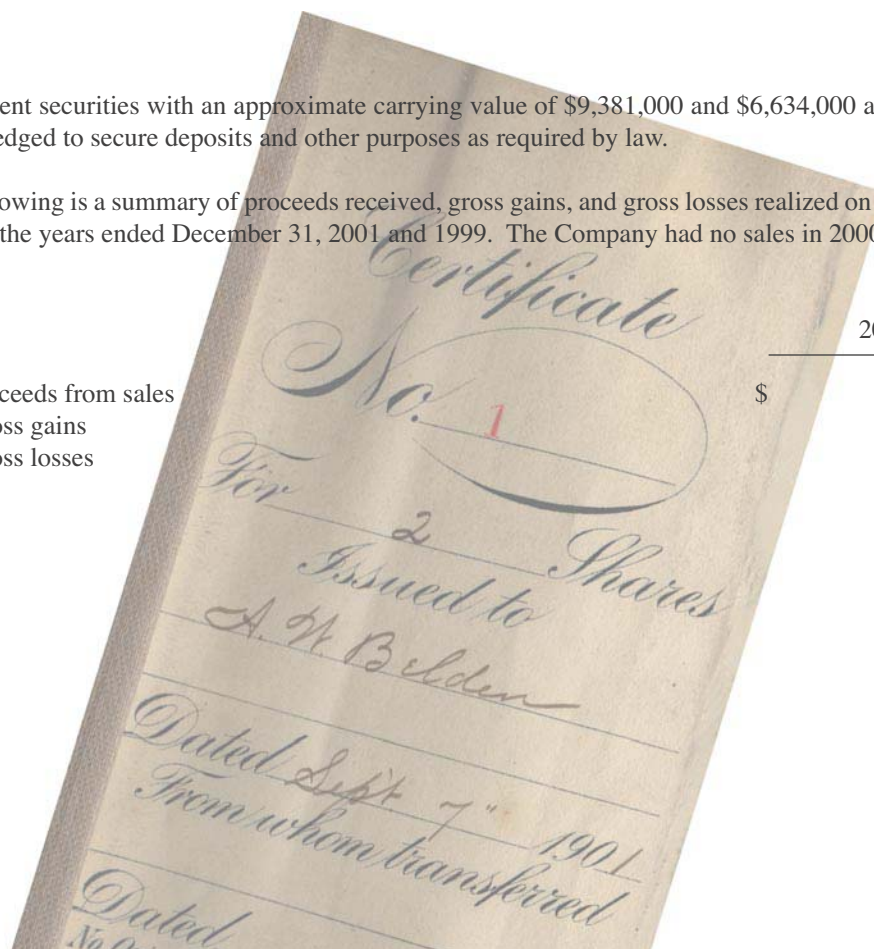 ent securities with an approximate carrying value of $9,381,000 and $6,634,000 a
edged to secure deposits and other purposes as required by law.
owing is a summary of proceeds received, gross gains, and gross losses realized on
the years ended December 31, 2001 and 1999. The Company had no sales in 2000
20
ceeds from sales $
oss gains
oss losses
Certificate
No. 1
For 2 Shares
Issued to
A. W. Belden
Dated Sept 7" 1901
From whom transferred
Dated